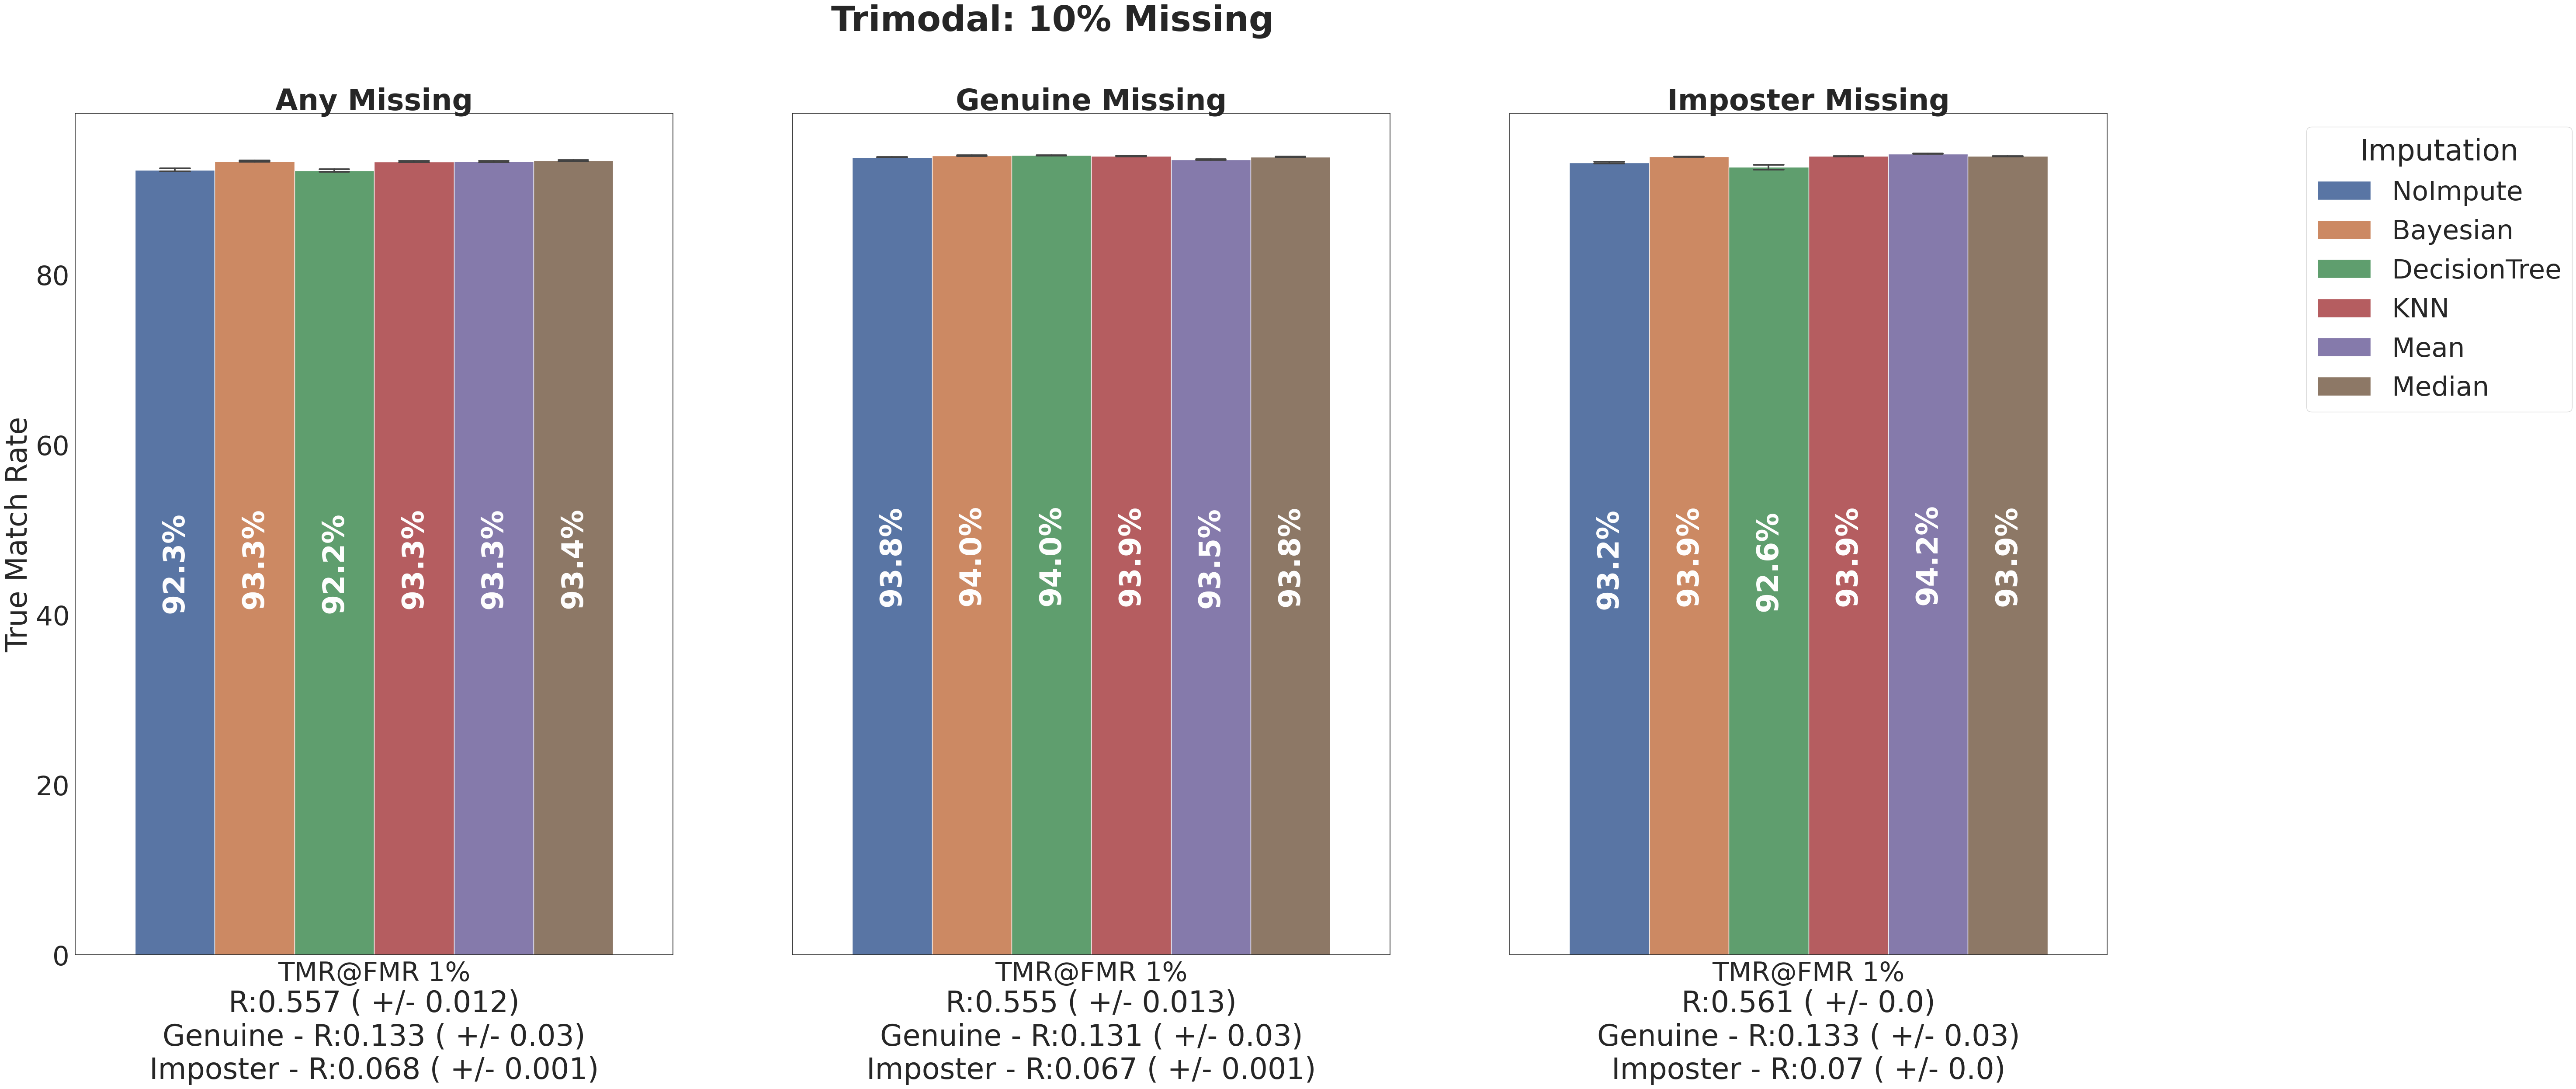 Trimodal: 10% Missing
Any Missing
Genuine Missing
Imposter Missing
True Match Rate
80
60
40
20
0
92.3%
93.3%
92.2%
93.3%
93.3%
93.4%
93.8%
94.0%
94.0%
93.9%
93.5%
93.8%
93.2%
93.9%
92.6%
93.9%
94.2%
93.9%
TMR@FMR 1%
R:0.557 ( +/- 0.012)
Genuine - R:0.133 ( +/- 0.03)
Imposter - R:0.068 ( +/- 0.001)
TMR@FMR 1%
R:0.555 ( +/- 0.013)
Genuine - R:0.131 ( +/- 0.03)
Imposter - R:0.067 ( +/- 0.001)
TMR@FMR 1%
R:0.561 ( +/- 0.0)
Genuine - R:0.133 ( +/- 0.03)
Imposter - R:0.07 ( +/- 0.0)
Imputation
NoImpute
Bayesian
DecisionTree
KNN
Mean
Median